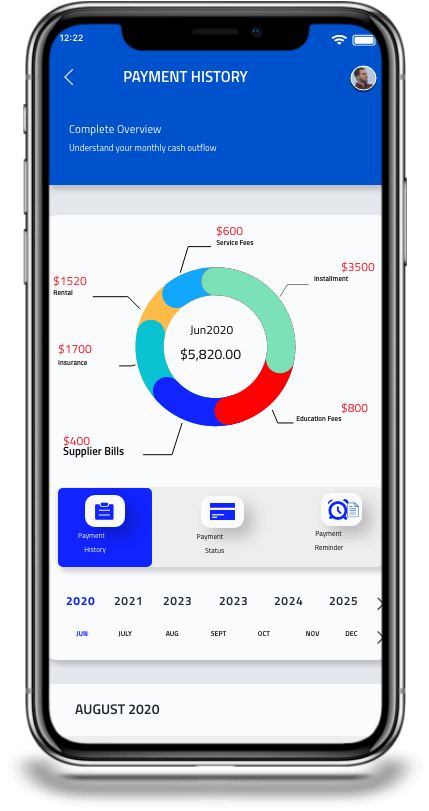 12:22
PAYMENT HISTORY
Complete Overview
Understand your monthly cash outflow
$600
Service Fees
$3500
Installment
$1520
Rental
Jun2020
$5,820.00
$1700
Insurance
$800
Education Fees
$400
Supplier Bills
Payment
History
Payment
Status
Payment
Reminder
2020 2021 2023 2023 2024 2025
JUN JULY AUG SEPT OCT NOV DEC
AUGUST 2020